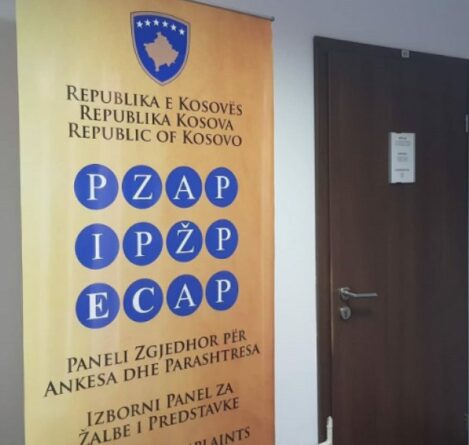 REPUBLIKA E KOSOVËS
REPUBLIKA KOSOVA
REPUBLIC OF KOSOVO
PZAP
IPŽP
ECAP
PANELI ZGJEDHOR PËR
ANKESA DHE PARASHTRESA
IZBORNI PANEL ZA
ŽALBE I PREDSTAVKE